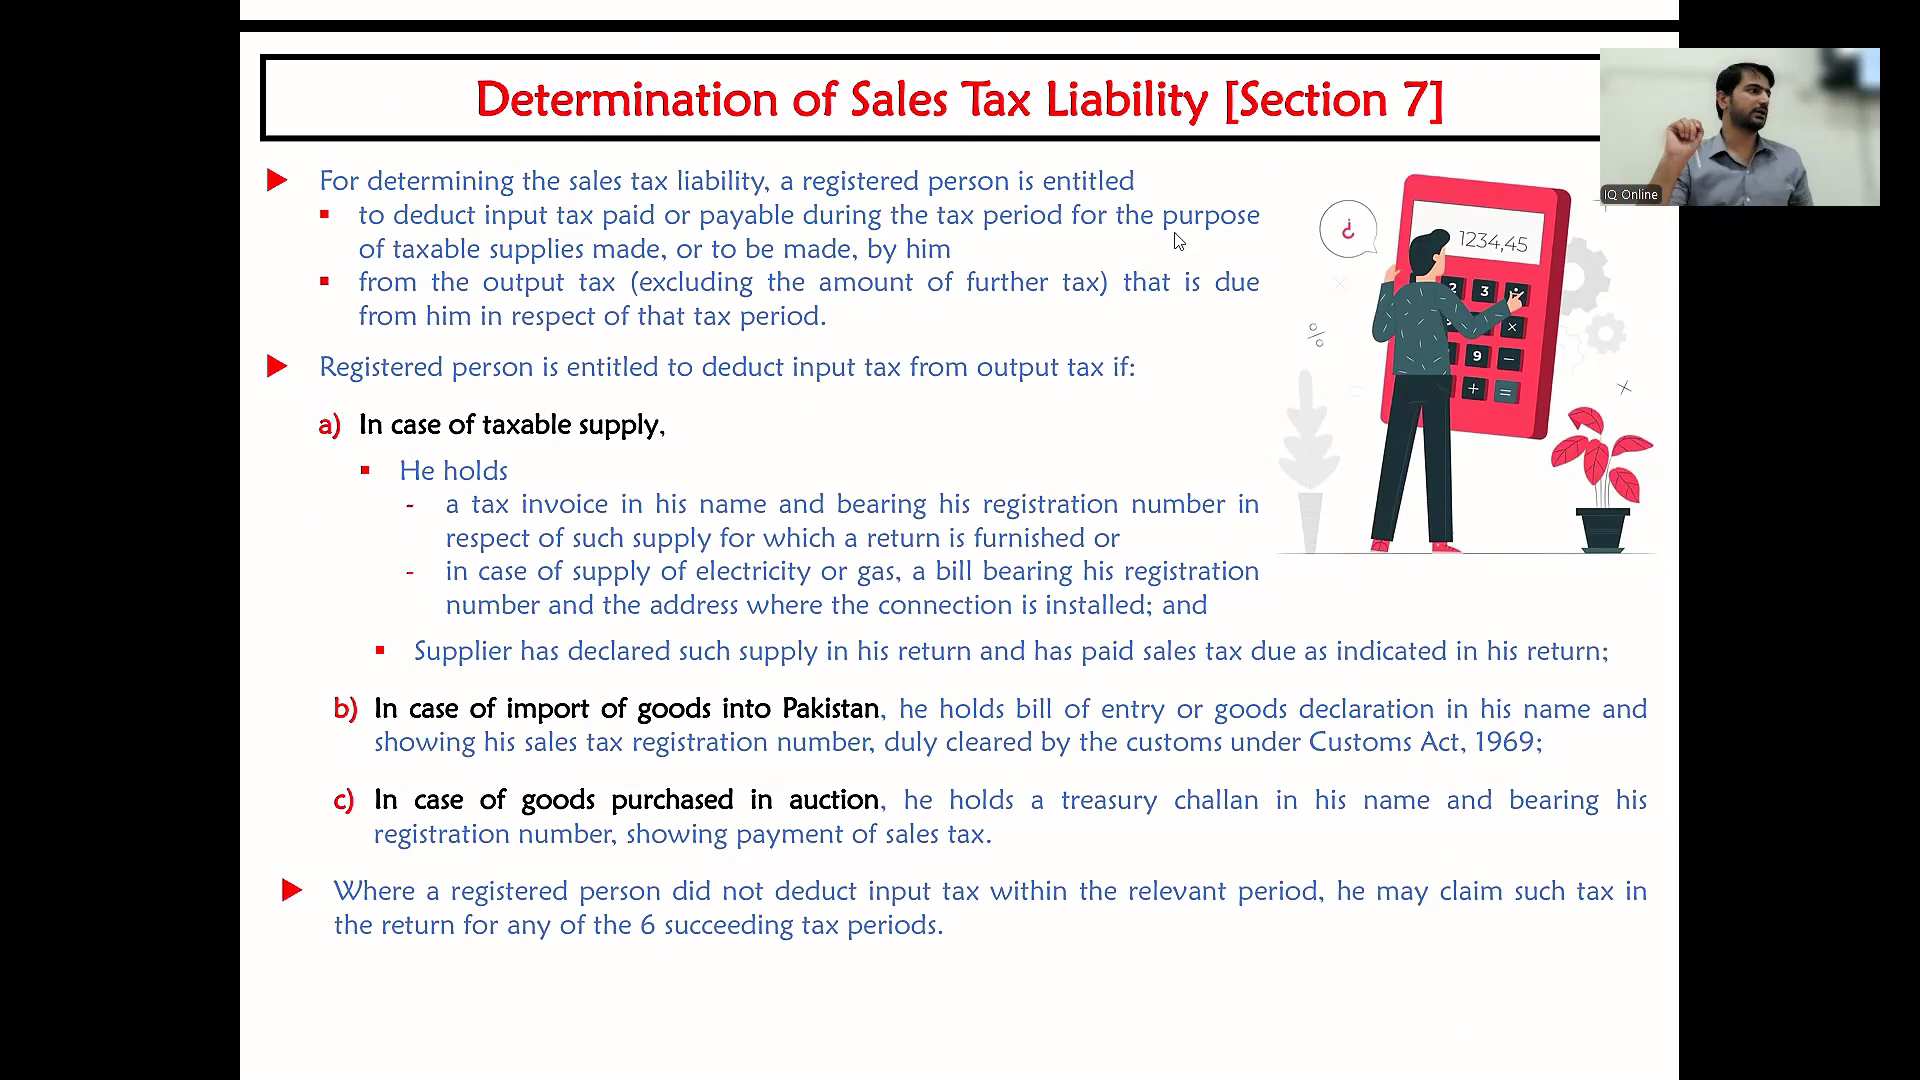 Determination of Sales Tax Liability [Section 7]
IQ Online
For determining the sales tax liability, a registered person is entitled
to deduct input tax paid or payable during the tax period for the purpose
of taxable supplies made, or to be made, by him
from the output tax (excluding the amount of further tax) that is due
from him in respect of that tax period.
Registered person is entitled to deduct input tax from output tax if:
a) In case of taxable supply,
He holds
- a tax invoice in his name and bearing his registration number in
respect of such supply for which a return is furnished or
- in case of supply of electricity or gas, a bill bearing his registration
number and the address where the connection is installed; and
Supplier has declared such supply in his return and has paid sales tax due as indicated in his return;
b) In case of import of goods into Pakistan, he holds bill of entry or goods declaration in his name and
showing his sales tax registration number, duly cleared by the customs under Customs Act, 1969;
c) In case of goods purchased in auction, he holds a treasury challan in his name and bearing his
registration number, showing payment of sales tax.
Where a registered person did not deduct input tax within the relevant period, he may claim such tax in
the return for any of the 6 succeeding tax periods.
¿
1234,45
2 3 ÷
×
9 −
+ =
%